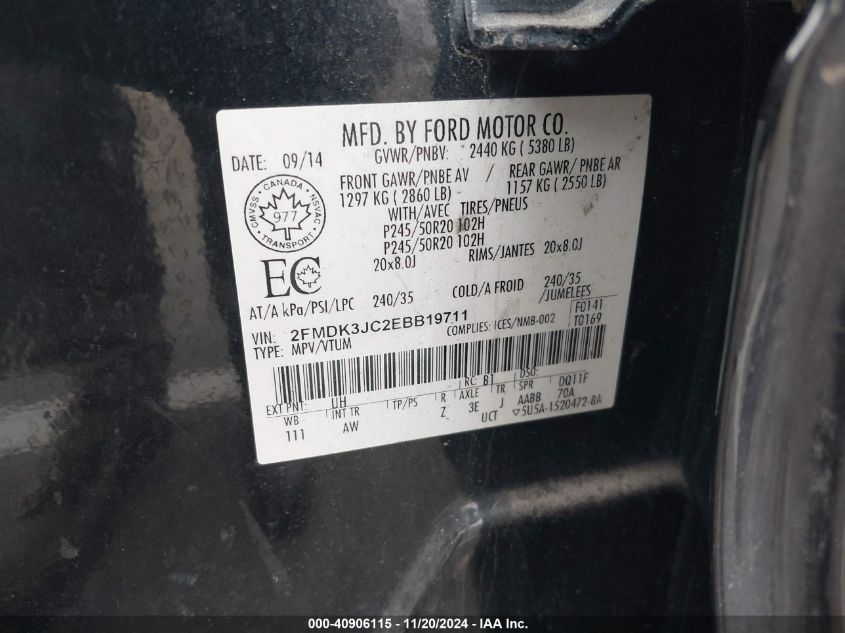 MFD. BY FORD MOTOR CO.
DATE: 09/14
GVWR/PNBV: 2440 KG ( 5380 LB)
FRONT GAWR/PNBE AV / REAR GAWR/ PNBE AR
1297 KG ( 2860 LB) 1157 KG ( 2550 LB)
WITH/AVEC TIRES/PNEUS
P245/50R20 102H
P245/50R20 102H
20x8.0J RIMS/JANTES 20x8.0J
CANADA
CMVSS NSVAC
977
TRANSPORT
EC
AT/A kPa/PSI/LPC 240/35 COLD/A FROID 240/35
/JUMELEES
VIN: 2FMDK3JC2EBB19711
COMPLIES: ICES/NMB-002
F0141
T0169
TYPE: MPV/VTUM
EXT PNT: UH RC: B1 DSO:
WB INT TR TP/PS R AXLE TR SPR DQ11F
111 AW Z 3E J AABB 70A
UCT 5U5A-1520472-BA
000-40906115 - 11/20/2024 - IAA Inc.